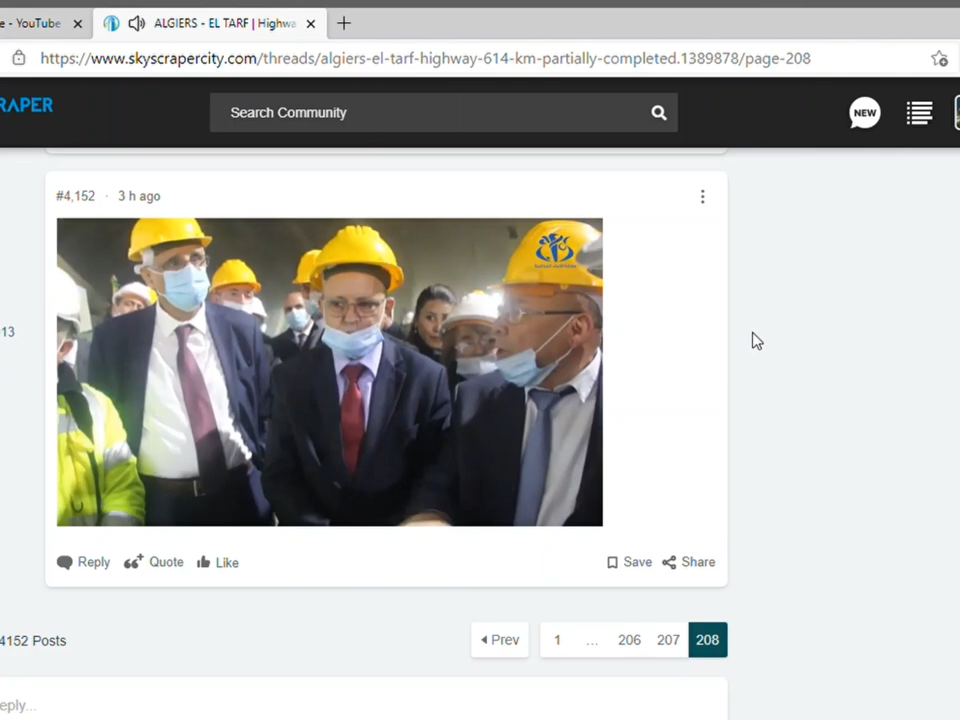 e - YouTube
ALGIERS - EL TARF | Highwa
https://www.skyscrapercity.com/threads/algiers-el-tarf-highway-614-km-partially-completed.1389878/page-208
RAPER
Search Community
NEW
#4,152 · 3 h ago
13
Reply
Quote
Like
Save
Share
4152 Posts
Prev
1
...
206
207
208
eply...